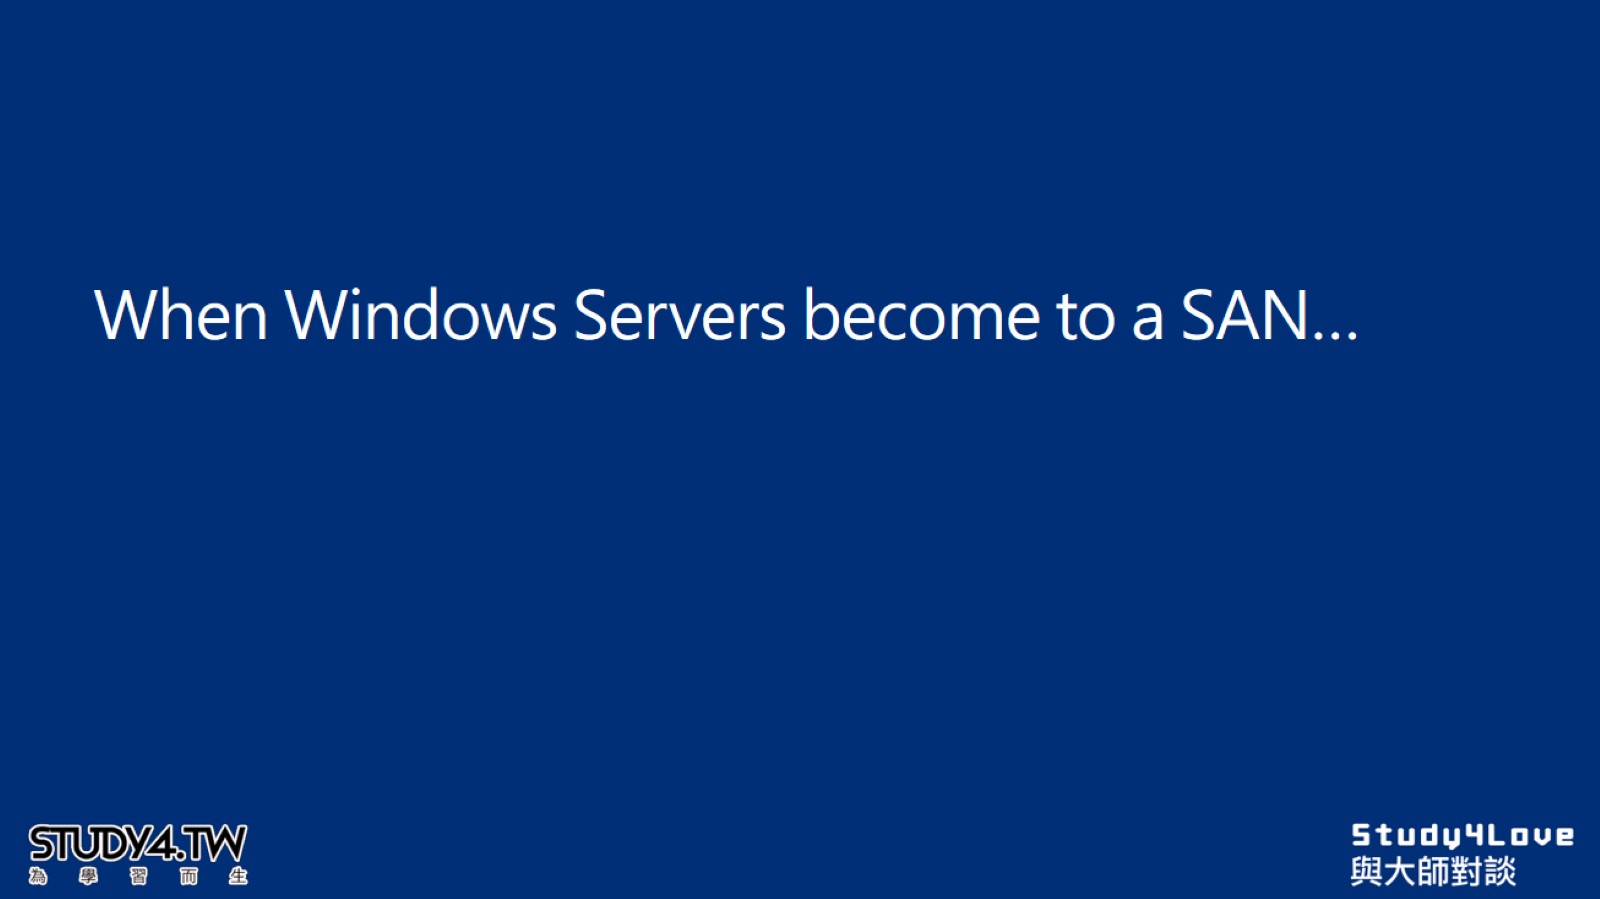 When Windows Servers become to a SAN...
STUDY4.TW
為學習而生
Study4Love
與大師對談